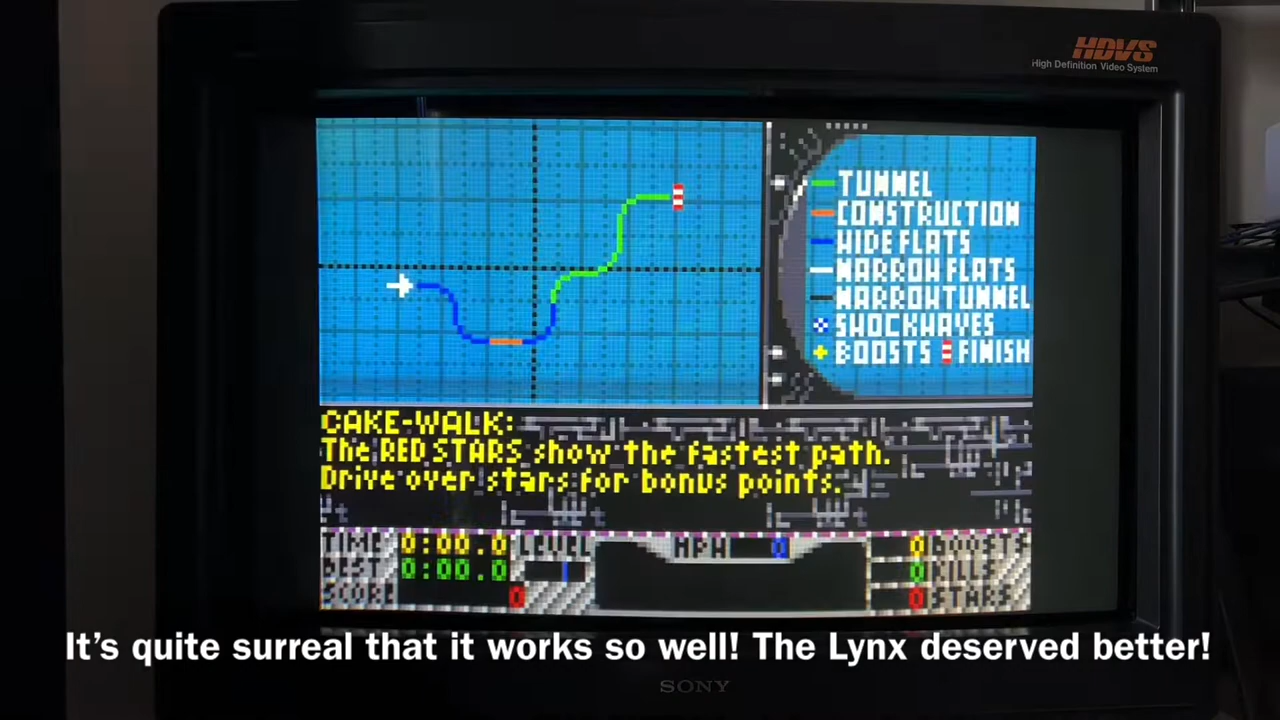 HDVS
High Definition Video System
TUNNEL
CONSTRUCTION
WIDE FLATS
NARROW FLATS
NARROW TUNNEL
SHOCKWAVES
BOOSTS FINISH
CAKE-WALK:
The RED STARS show the fastest path.
Drive over stars for bonus points.
TIME 0:00.0 LEVEL MPH 0 0 BOOSTS
BEST 0:00.0 1 0 KILLS
SCORE 0 0 STARS
It's quite surreal that it works so well! The Lynx deserved better!
SONY